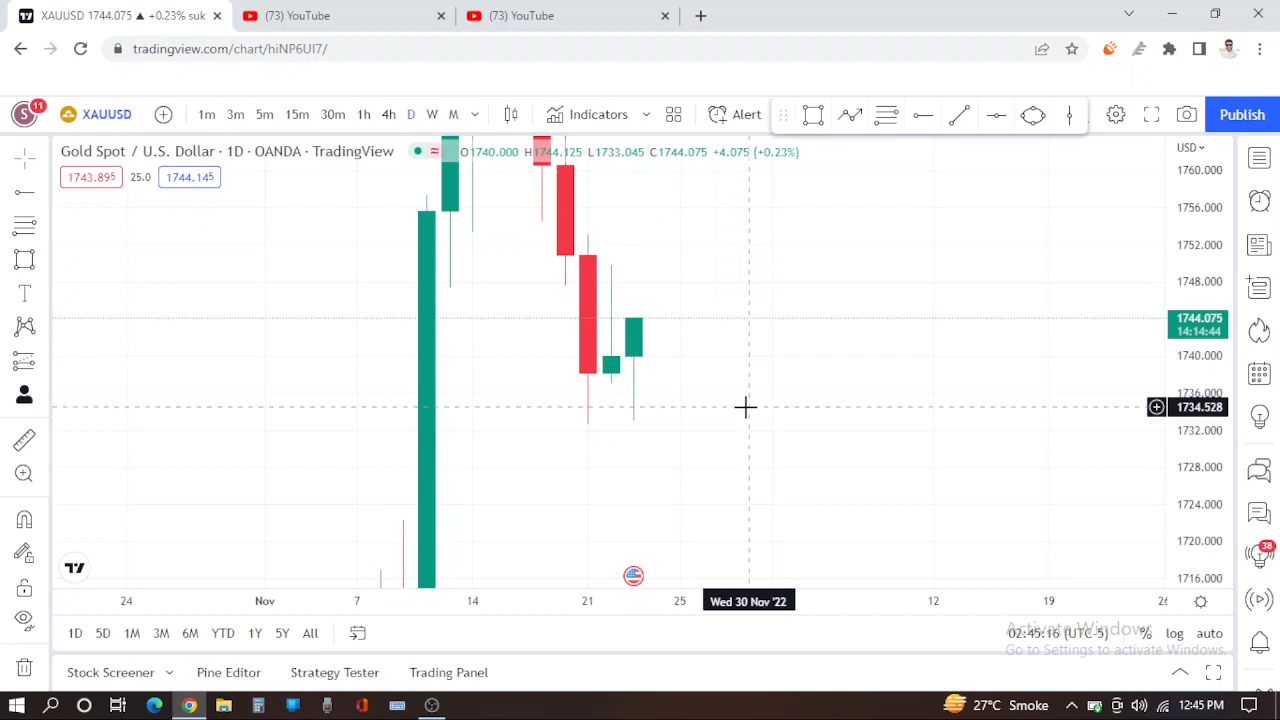 XAUUSD 1744.075 ▲ +0.23% suk
(73) YouTube
(73) YouTube
tradingview.com/chart/hiNP6UI7/
S 11 XAUUSD 1m 3m 5m 15m 30m 1h 4h D W M Indicators Alert Publish
Gold Spot / U.S. Dollar · 1D · OANDA · TradingView O1740.000 H1744.125 L1733.045 C1744.075 +4.075 (+0.23%)
USD
1743.895 25.0 1744.145
1760.000
1756.000
1752.000
1748.000
1744.075
14:14:44
1740.000
1736.000
1734.528
1732.000
1728.000
1724.000
1720.000
1716.000
38
24 Nov 7 14 21 25 Wed 30 Nov '22 12 19 26
1D 5D 1M 3M 6M YTD 1Y 5Y All 02:45:16 (UTC-5) % log auto
Activate Windows
Go to Settings to activate Windows.
Stock Screener Pine Editor Strategy Tester Trading Panel
27°C Smoke 12:45 PM